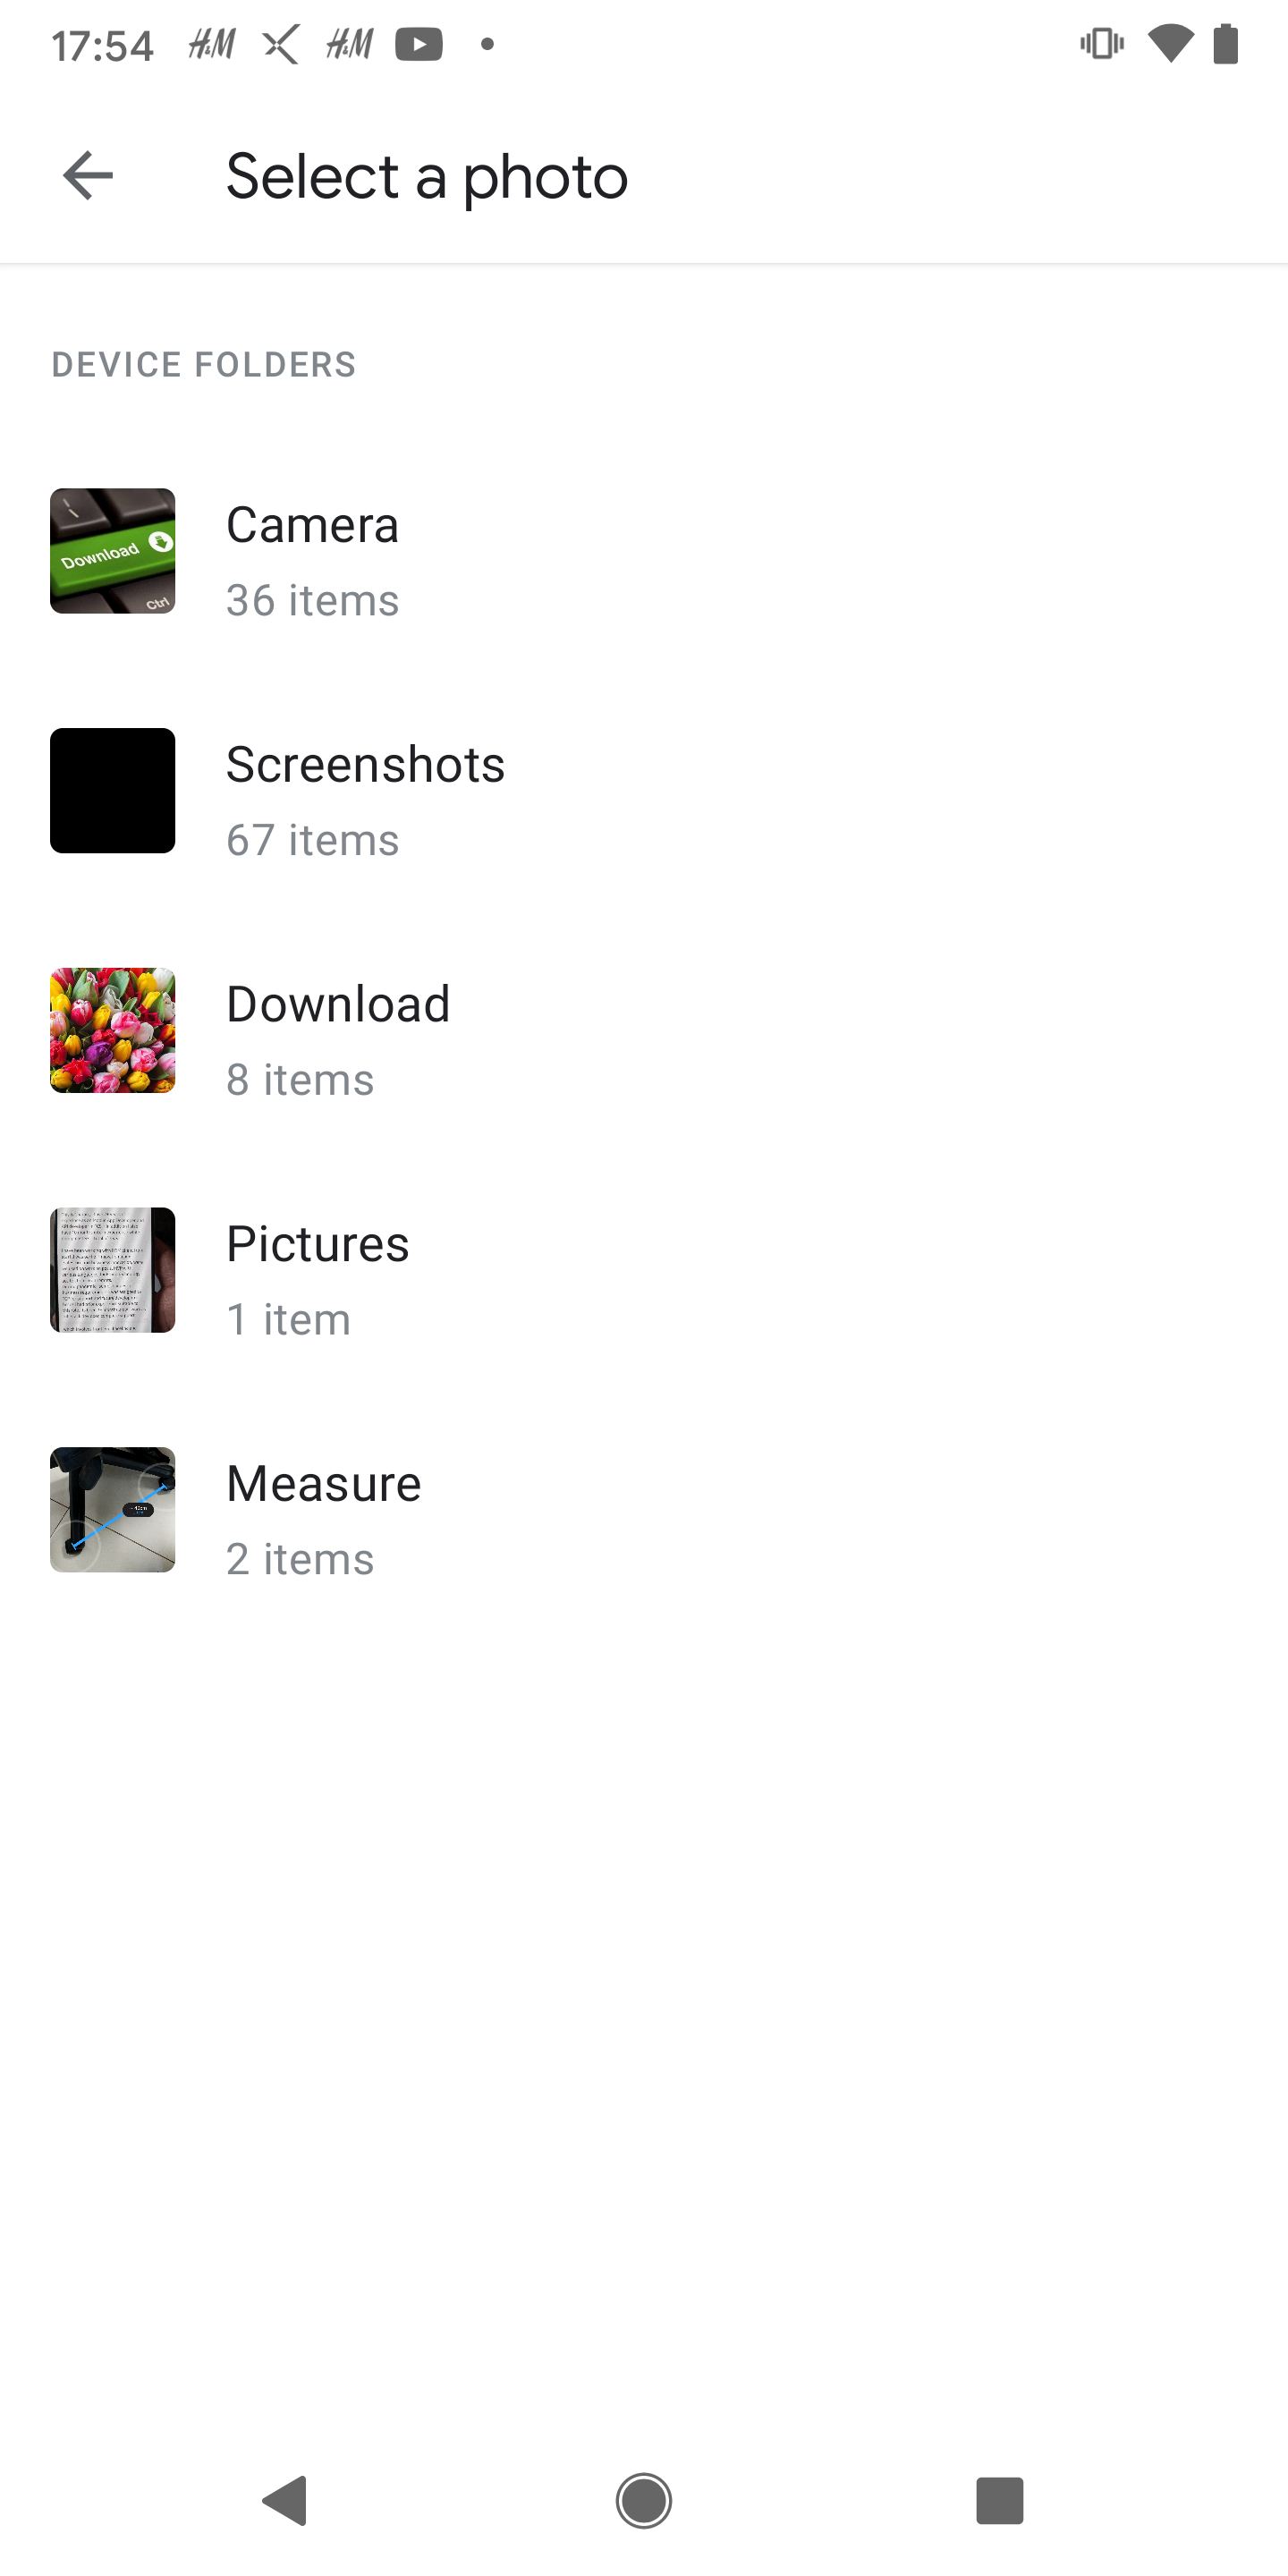 17:54 H&M H&M
Select a photo
DEVICE FOLDERS
Download
Ctrl
Camera
36 items
Screenshots
67 items
Download
8 items
Pictures
1 item
Measure
2 items